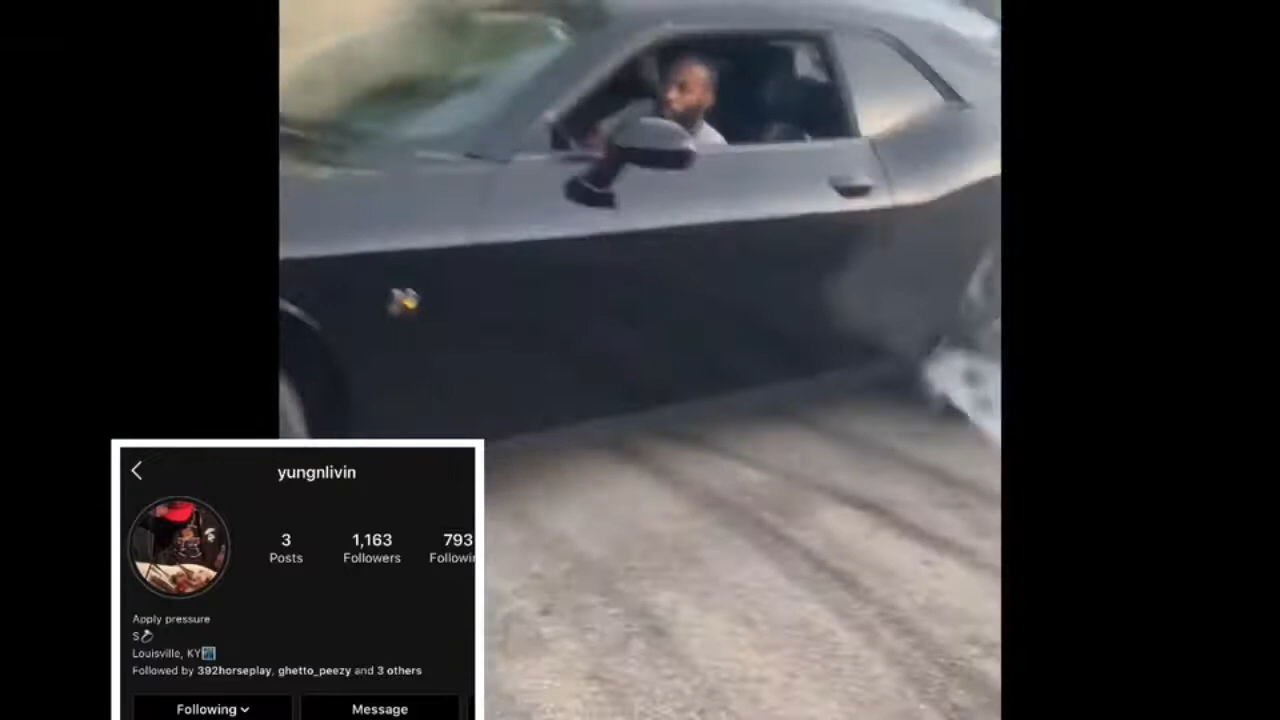 yungnlivin
3
1,163
793
Posts
Followers
Followin
Apply pressure
S
Louisville, KY
Followed by 392horseplay, ghetto_peezy and 3 others
Following
Message